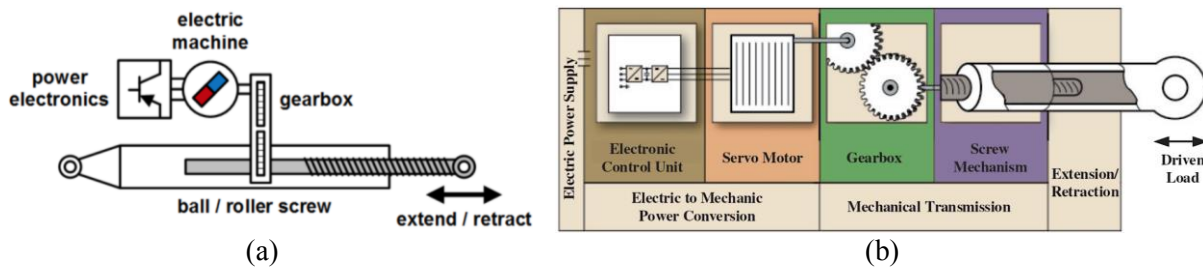 electric
machine
power
electronics
gearbox
ball / roller screw
extend / retract
(a)
Electric Power Supply
Electronic
Control Unit
Servo Motor
Gearbox
Screw
Mechanism
Extension/
Retraction
Driven
Load
Electric to Mechanic
Power Conversion
Mechanical Transmission
(b)